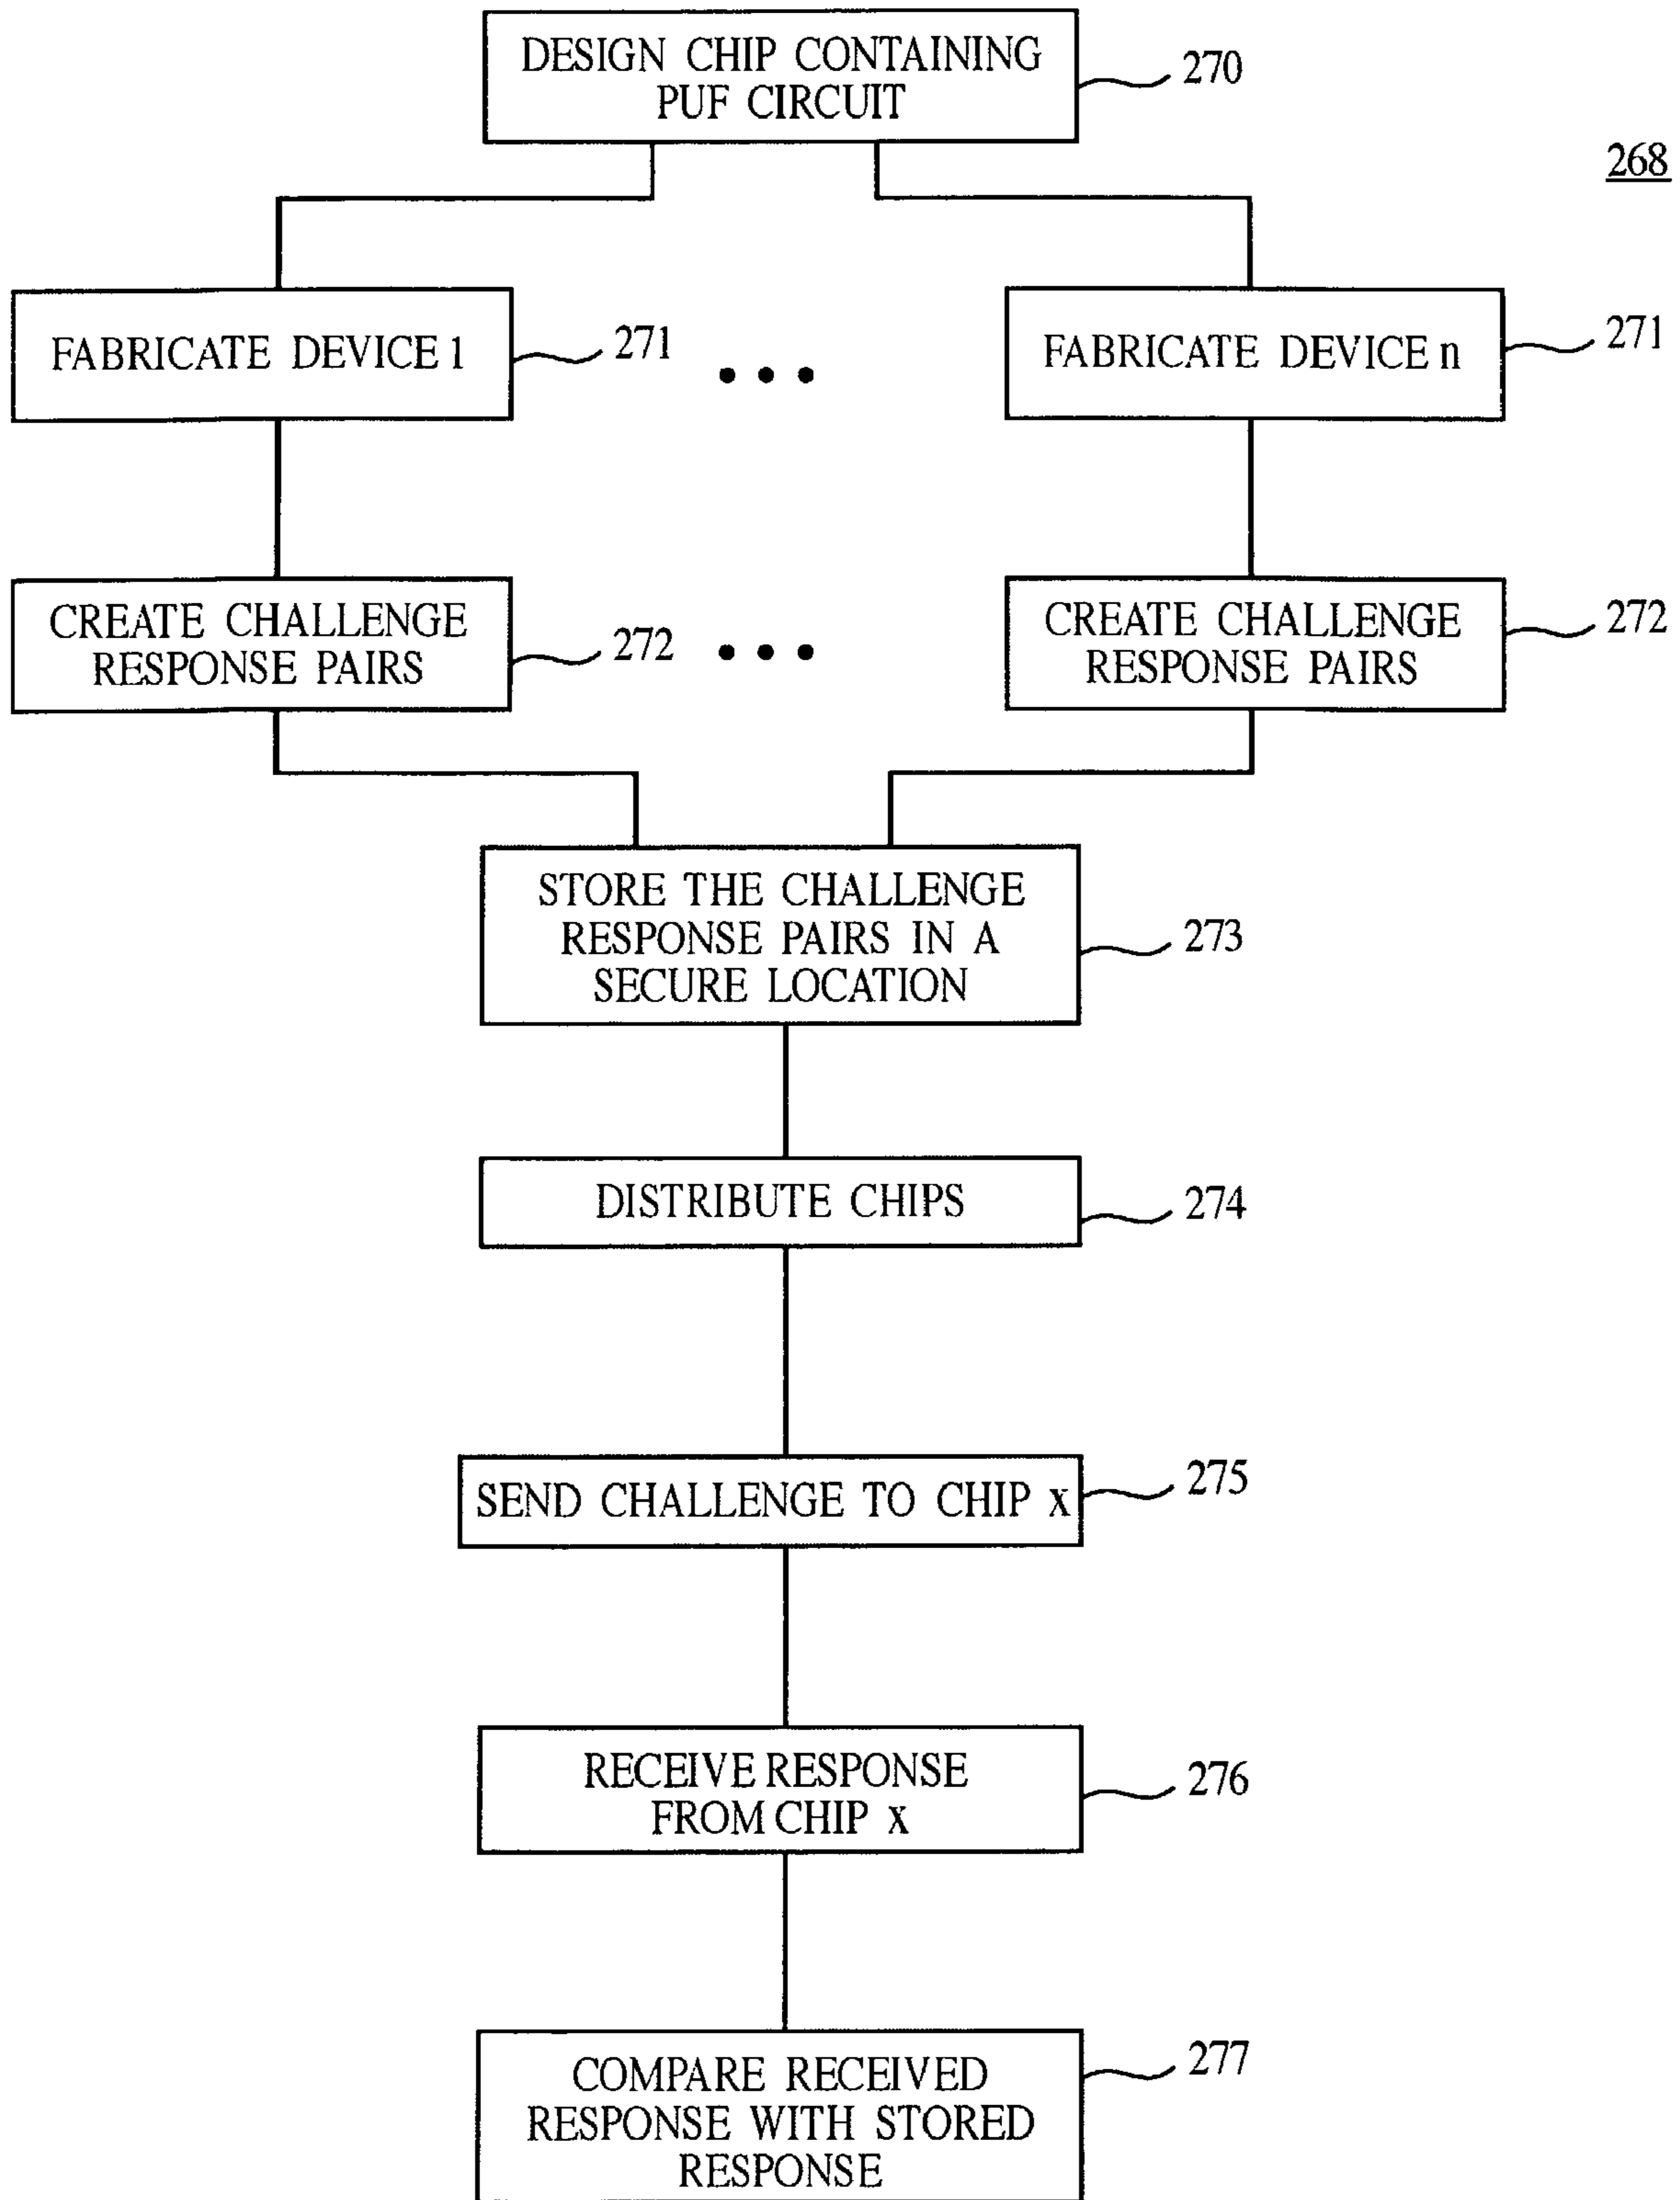 DESIGN CHIP CONTAINING
PUF CIRCUIT
270
268
FABRICATE DEVICE 1
271
• • •
FABRICATE DEVICE n
271
CREATE CHALLENGE
RESPONSE PAIRS
272
• • •
CREATE CHALLENGE
RESPONSE PAIRS
272
STORE THE CHALLENGE
RESPONSE PAIRS IN A
SECURE LOCATION
273
DISTRIBUTE CHIPS
274
SEND CHALLENGE TO CHIP X
275
RECEIVE RESPONSE
FROM CHIP X
276
COMPARE RECEIVED
RESPONSE WITH STORED
RESPONSE
277